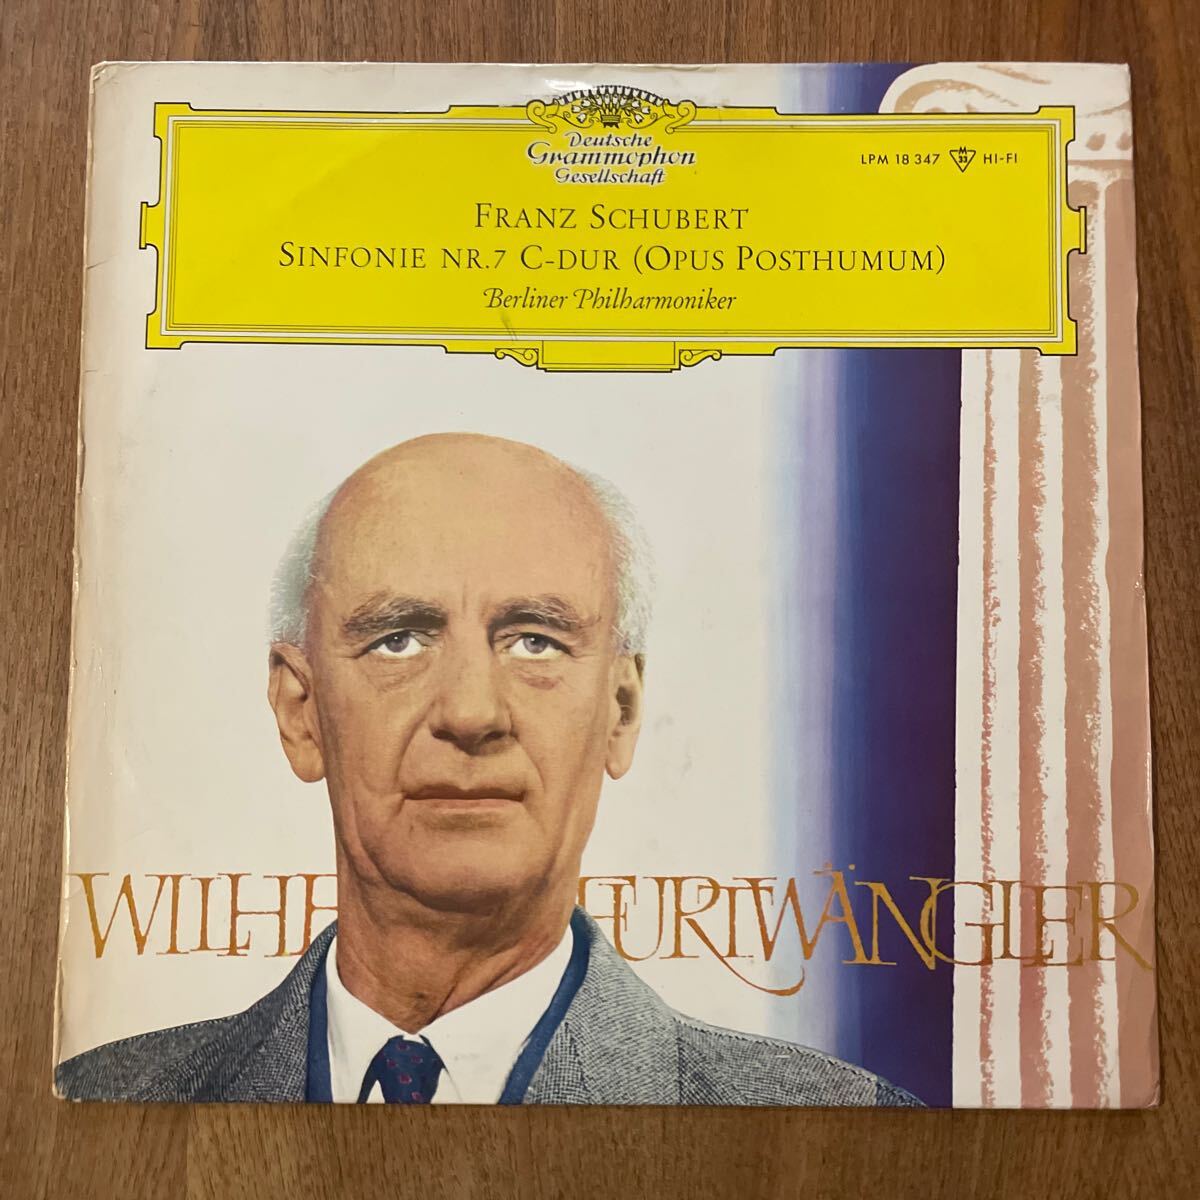 Deutsche
Grammophon
Gesellschaft
LPM 18 347 M 33 HI-FI
FRANZ SCHUBERT
SINFONIE NR.7 C-DUR (OPUS POSTHUMUM)
Berliner Philharmoniker
WILHE FURTWÄNGLER